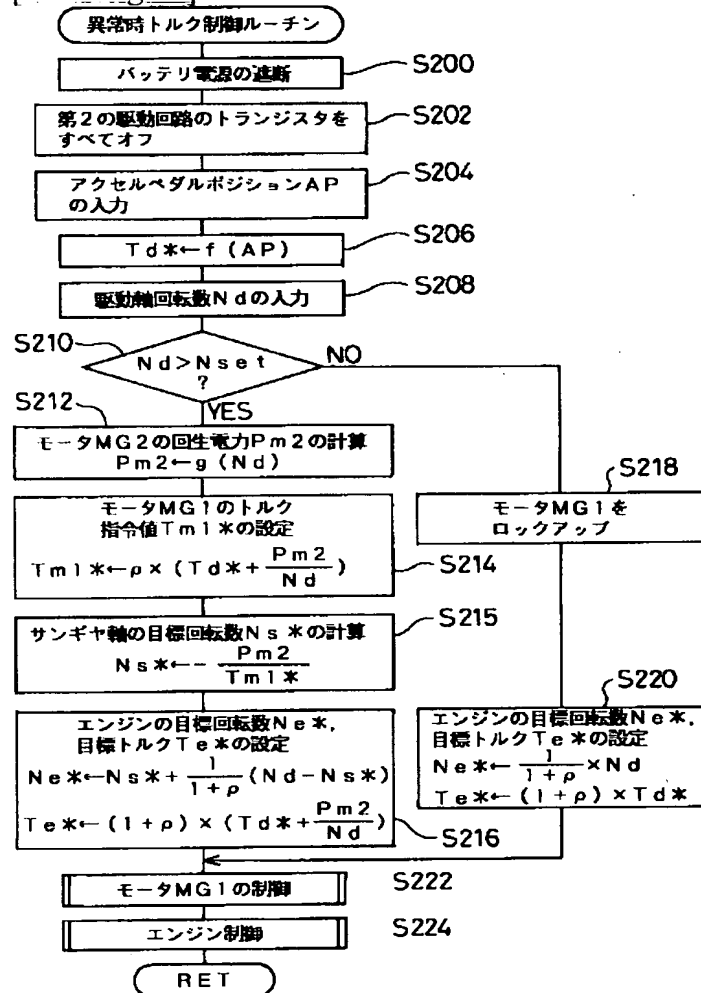 異常時トルク制御ルーチン
バッテリ電源の遮断
S200
第2の駆動回路のトランジスタを
すべてオフ
S202
アクセルペダルポジションAP
の入力
S204
Td*←f(AP)
S206
駆動軸回転数Ndの入力
S208
S210
Nd>Nset
?
NO
YES
S212
モータMG2の回生電力Pm2の計算
Pm2←g(Nd)
モータMG1のトルク
指令値Tm1*の設定
Tm1*←ρ×(Td*+Pm2/Nd)
S214
S218
モータMG1を
ロックアップ
サンギヤ軸の目標回転数Ns*の計算
Ns*←-Pm2/Tm1*
S215
エンジンの目標回転数Ne*,
目標トルクTe*の設定
Ne*←Ns*+1/1+ρ(Nd-Ns*)
Te*←(1+ρ)×(Td*+Pm2/Nd)
S216
S220
エンジンの目標回転数Ne*,
目標トルクTe*の設定
Ne*←1/1+ρ×Nd
Te*←(1+ρ)×Td*
モータMG1の制御
S222
エンジン制御
S224
RET